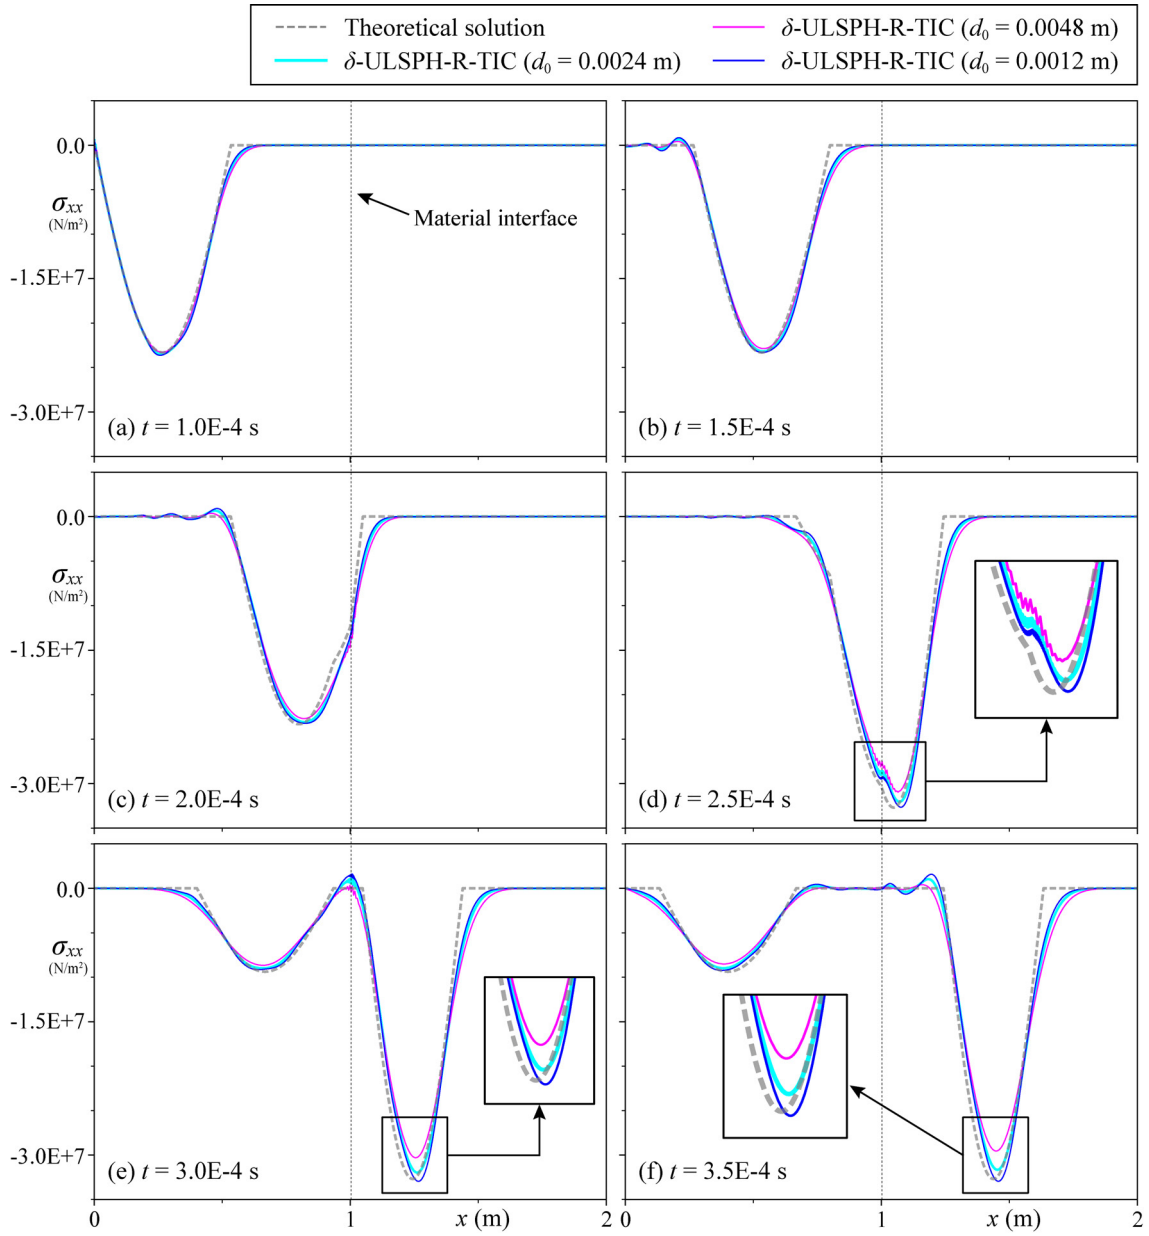 Theoretical solution
δ-ULSPH-R-TIC (d₀ = 0.0048 m)
δ-ULSPH-R-TIC (d₀ = 0.0024 m)
δ-ULSPH-R-TIC (d₀ = 0.0012 m)
0.0
σxx
(N/m²)
-1.5E+7
-3.0E+7
Material interface
(a) t = 1.0E-4 s
(b) t = 1.5E-4 s
0.0
σxx
(N/m²)
-1.5E+7
-3.0E+7
(c) t = 2.0E-4 s
(d) t = 2.5E-4 s
0.0
σxx
(N/m²)
-1.5E+7
-3.0E+7
(e) t = 3.0E-4 s
(f) t = 3.5E-4 s
0 1 x (m) 2
0 1 x (m) 2